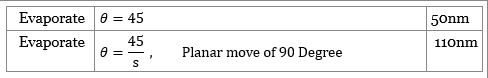 Evaporate θ = 45 50nm
Evaporate θ = 45/s , Planar move of 90 Degree 110nm